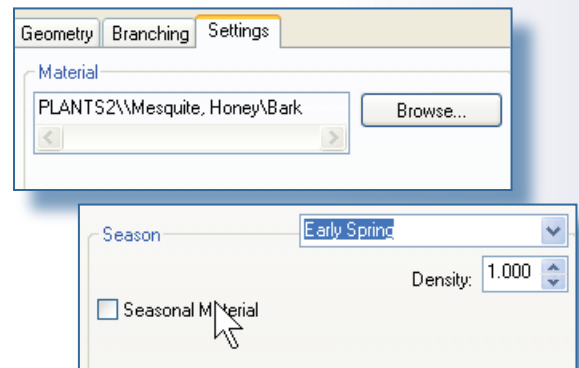 Geometry Branching Settings
Material
PLANTS2\\Mesquite, Honey\Bark
Browse...
Season
Early Spring
Density: 1.000
Seasonal Material